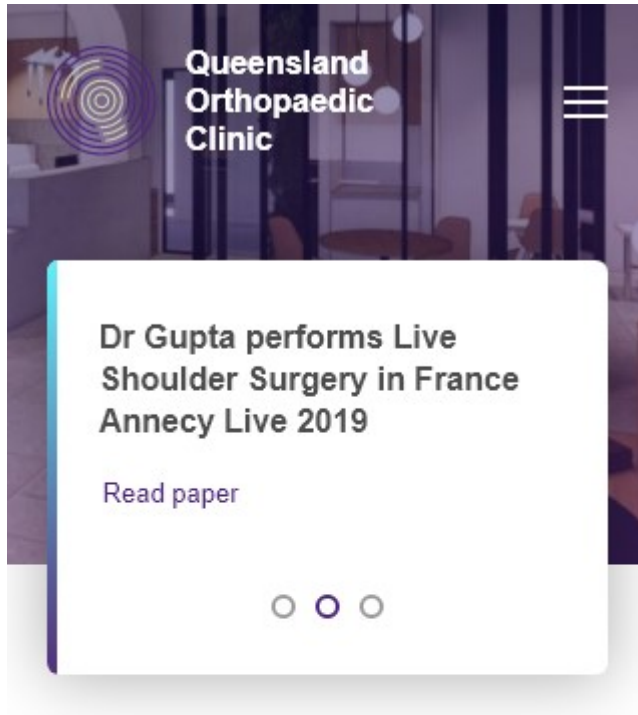 Queensland
Orthopaedic
Clinic
Dr Gupta performs Live
Shoulder Surgery in France
Annecy Live 2019
Read paper